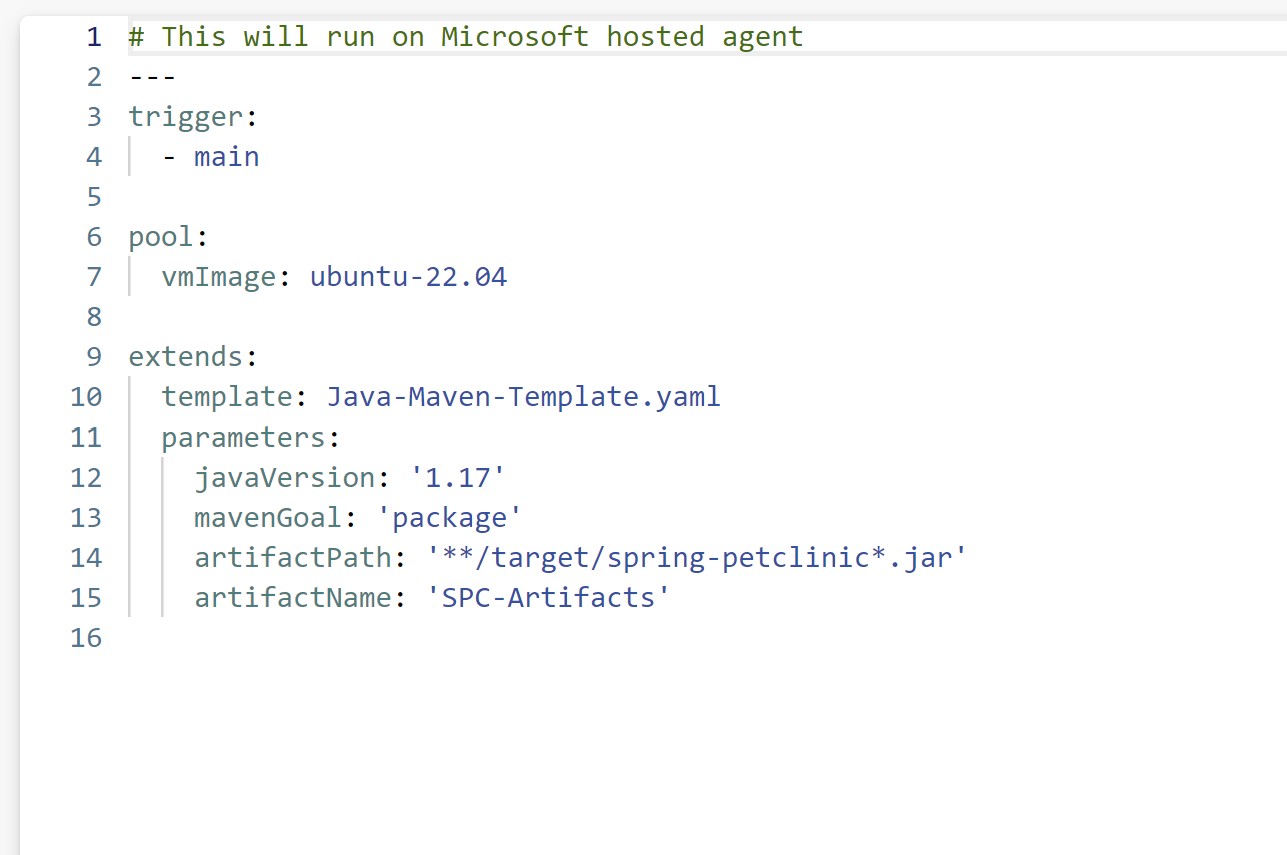 1 # This will run on Microsoft hosted agent
2 ---
3 trigger:
4   - main
5
6 pool:
7   vmImage: ubuntu-22.04
8
9 extends:
10   template: Java-Maven-Template.yaml
11   parameters:
12     javaVersion: '1.17'
13     mavenGoal: 'package'
14     artifactPath: '**/target/spring-petclinic*.jar'
15     artifactName: 'SPC-Artifacts'
16